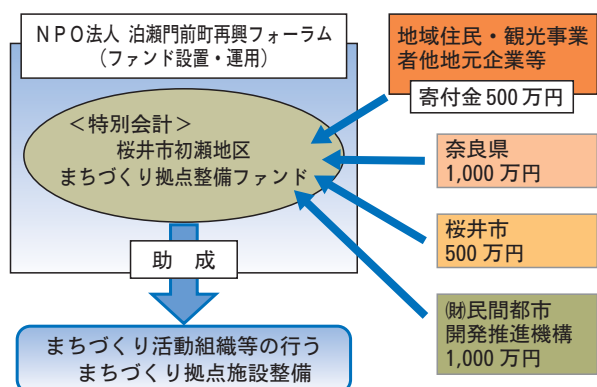 NPO法人 泊瀬門前町再興フォーラム
(ファンド設置・運用)
<特別会計>
桜井市初瀬地区
まちづくり拠点整備ファンド
助 成
まちづくり活動組織等の行う
まちづくり拠点施設整備
地域住民・観光事業
者他地元企業等
寄付金 500 万円
奈良県
1,000 万円
桜井市
500 万円
㈶民間都市
開発推進機構
1,000 万円